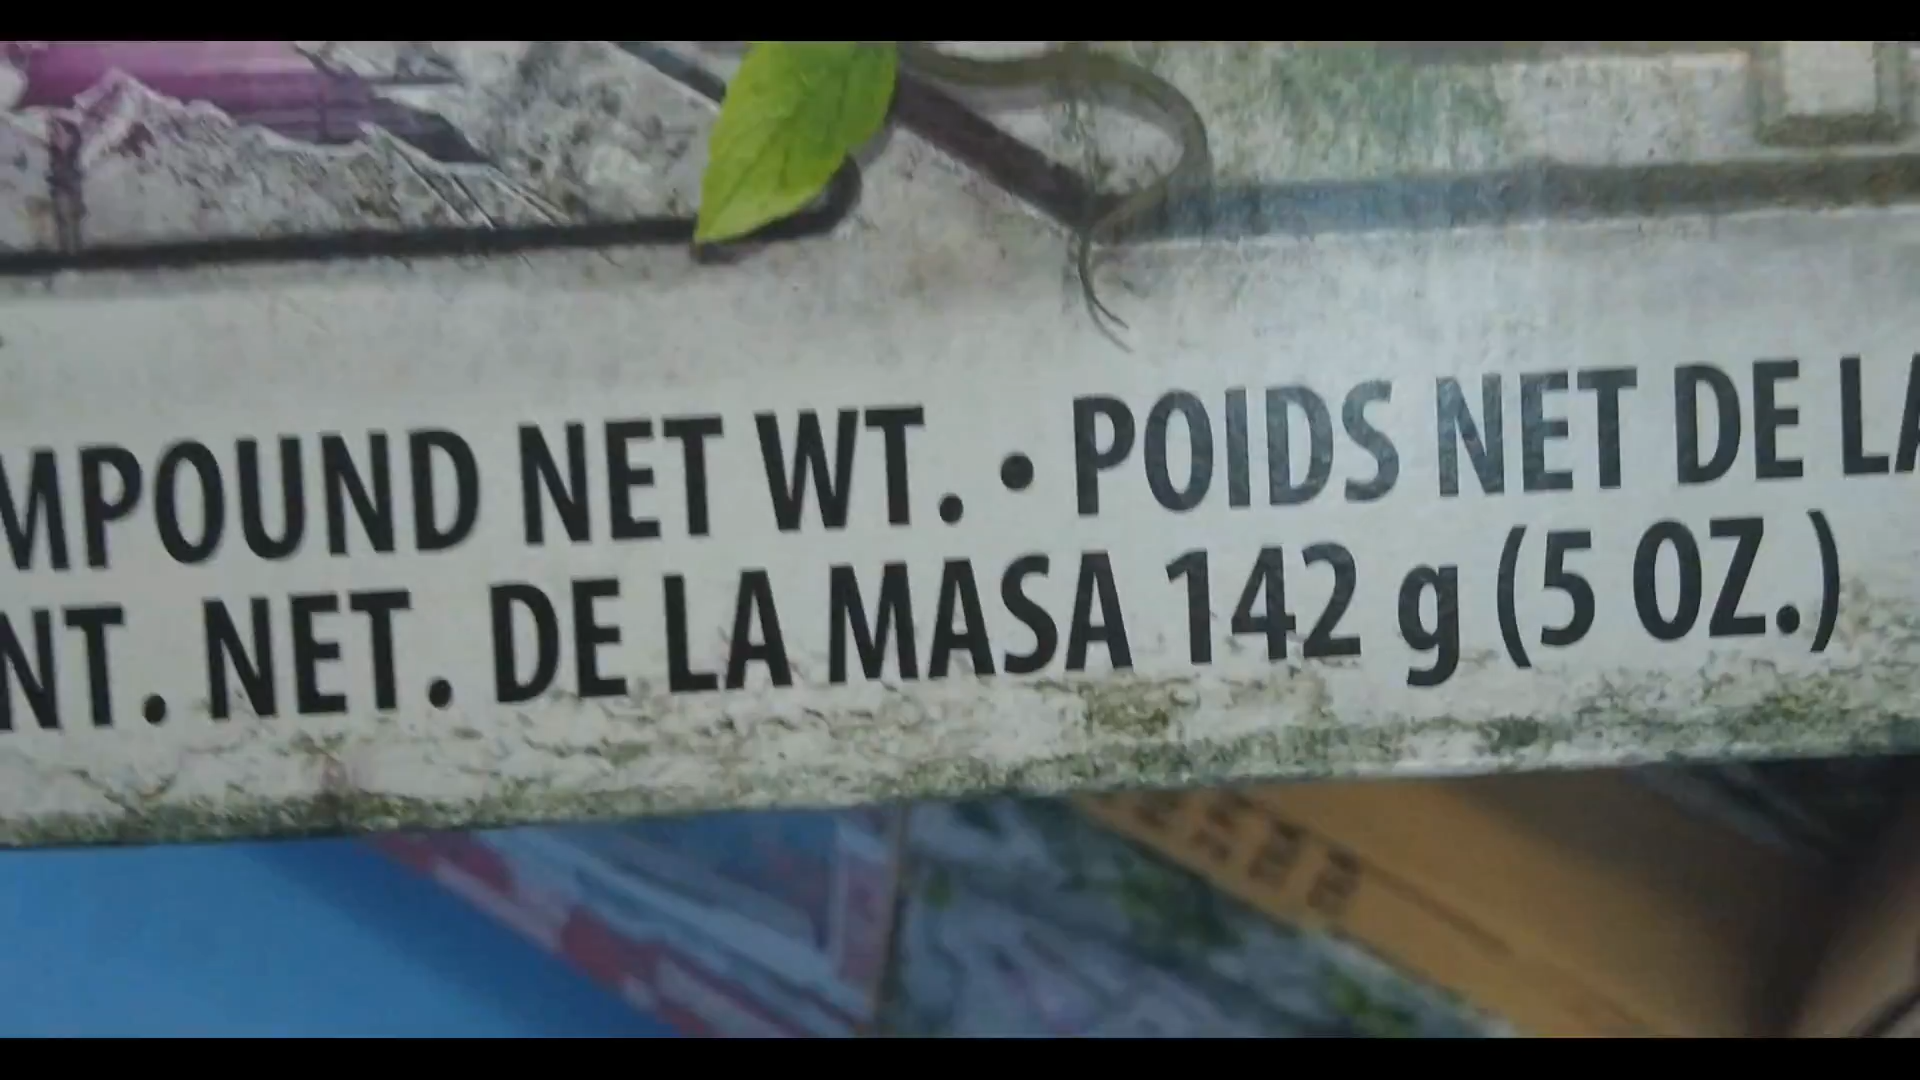 MPOUND NET WT. • POIDS NET DE LA
NT. NET. DE LA MASA 142 g (5 OZ.)